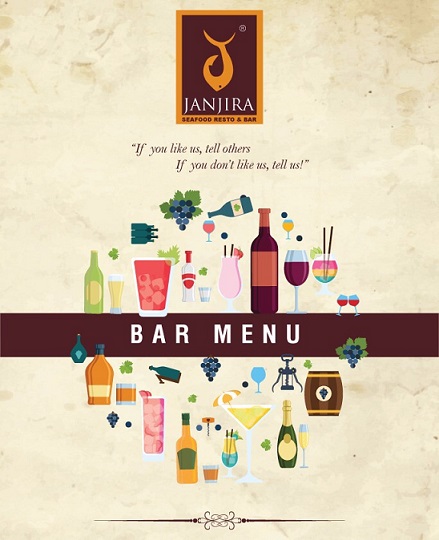 ®
JANJIRA
SEAFOOD RESTO & BAR
“If you like us, tell others
If you don’t like us, tell us!”
BAR MENU